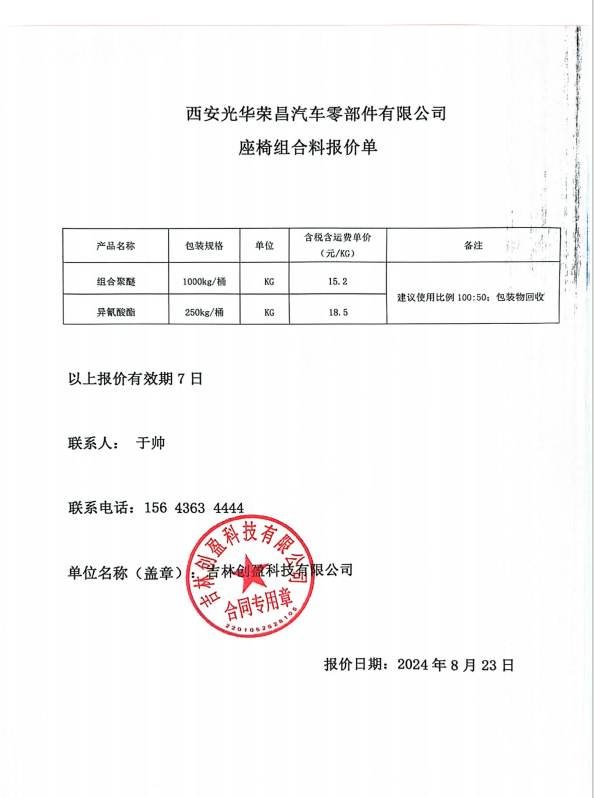 西安光华荣昌汽车零部件有限公司
座椅组合料报价单
产品名称 包装规格 单位 含税含运费单价（元/KG） 备注
组合聚醚 1000kg/桶 KG 15.2 建议使用比例 100:50；包装物回收
异氰酸酯 250kg/桶 KG 18.5
以上报价有效期 7 日
联系人： 于帅
联系电话：156 4363 4444
单位名称（盖章）：吉林创盈科技有限公司
吉林创盈科技有限公司
合同专用章
2201052528106
报价日期：2024 年 8 月 23 日